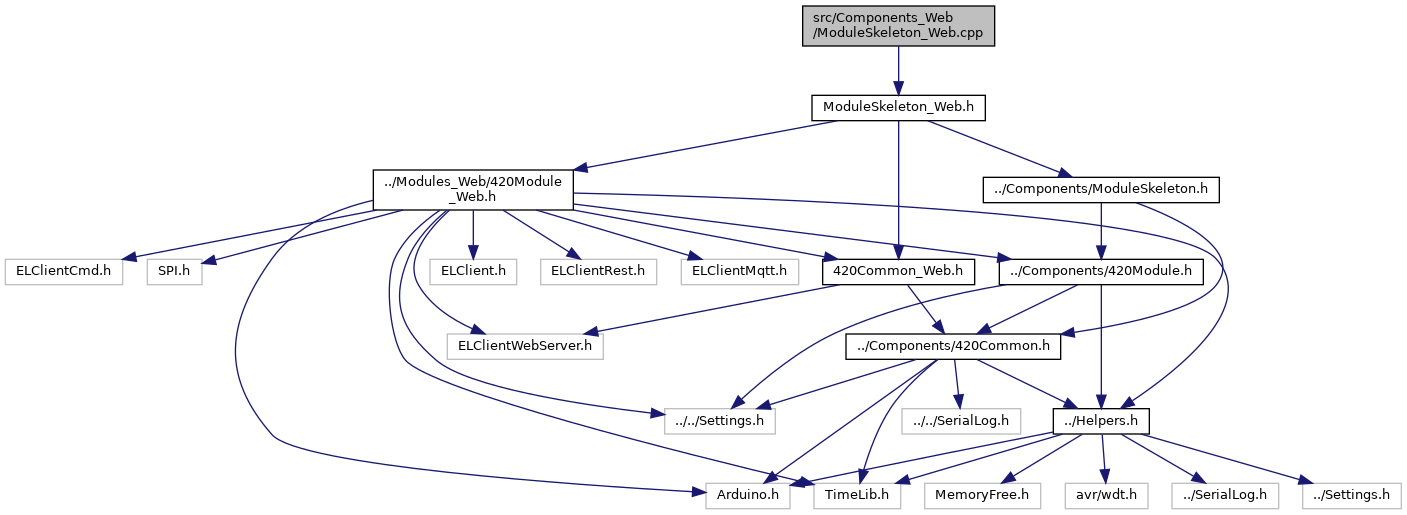 src/Components_Web
/ModuleSkeleton_Web.cpp
ModuleSkeleton_Web.h
../Modules_Web/420Module
_Web.h
../Components/ModuleSkeleton.h
ELClientCmd.h
SPI.h
ELClient.h
ELClientRest.h
ELClientMqtt.h
420Common_Web.h
../Components/420Module.h
ELClientWebServer.h
../Components/420Common.h
../../Settings.h
../../SerialLog.h
../Helpers.h
Arduino.h
TimeLib.h
MemoryFree.h
avr/wdt.h
../SerialLog.h
../Settings.h